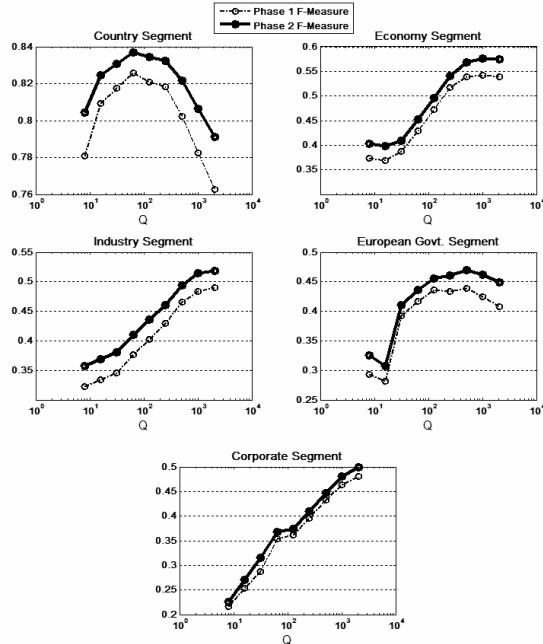 Phase 1 F-Measure
Phase 2 F-Measure
Country Segment
0.84
0.82
0.8
0.78
0.76
10^0 10^1 10^2 10^3 10^4
Q
Economy Segment
0.6
0.55
0.5
0.45
0.4
0.35
10^0 10^1 10^2 10^3 10^4
Q
Industry Segment
0.55
0.5
0.45
0.4
0.35
10^0 10^1 10^2 10^3 10^4
Q
European Govt. Segment
0.5
0.45
0.4
0.35
0.3
0.25
10^0 10^1 10^2 10^3 10^4
Q
Corporate Segment
0.5
0.45
0.4
0.35
0.3
0.25
0.2
10^0 10^1 10^2 10^3 10^4
Q